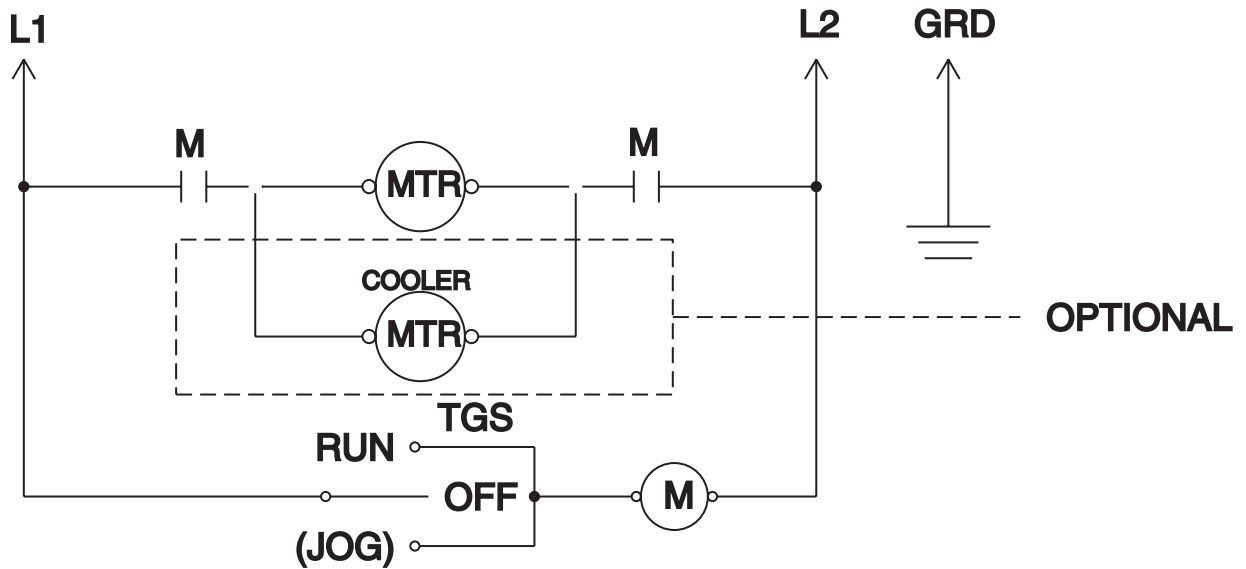 L1
L2
GRD
M
M
MTR
COOLER
MTR
OPTIONAL
TGS
RUN
OFF
M
(JOG)